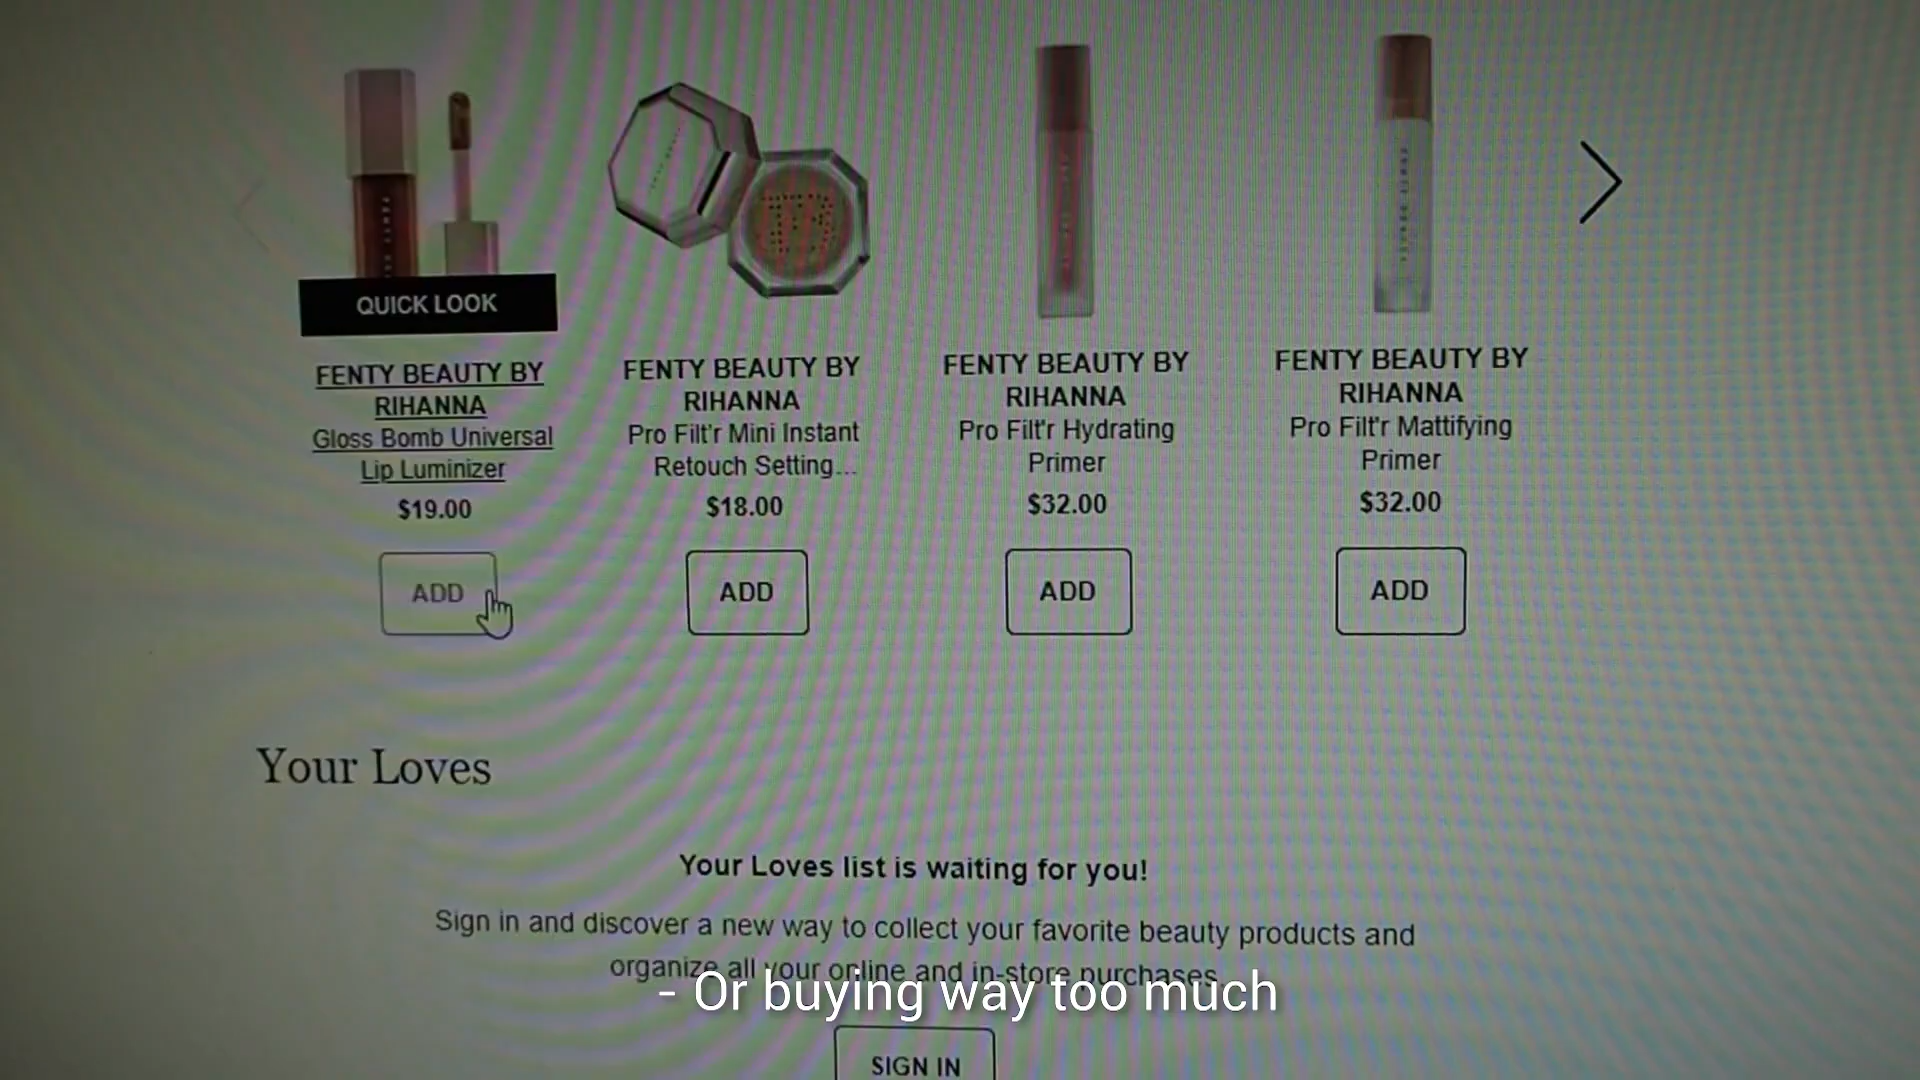 QUICK LOOK
FENTY BEAUTY BY
RIHANNA
Gloss Bomb Universal
Lip Luminizer
$19.00
ADD
FENTY BEAUTY BY
RIHANNA
Pro Filt'r Mini Instant
Retouch Setting...
$18.00
ADD
FENTY BEAUTY BY
RIHANNA
Pro Filt'r Hydrating
Primer
$32.00
ADD
FENTY BEAUTY BY
RIHANNA
Pro Filt'r Mattifying
Primer
$32.00
ADD
Your Loves
Your Loves list is waiting for you!
Sign in and discover a new way to collect your favorite beauty products and
organize all your online and in-store purchases.
- Or buying way too much
SIGN IN